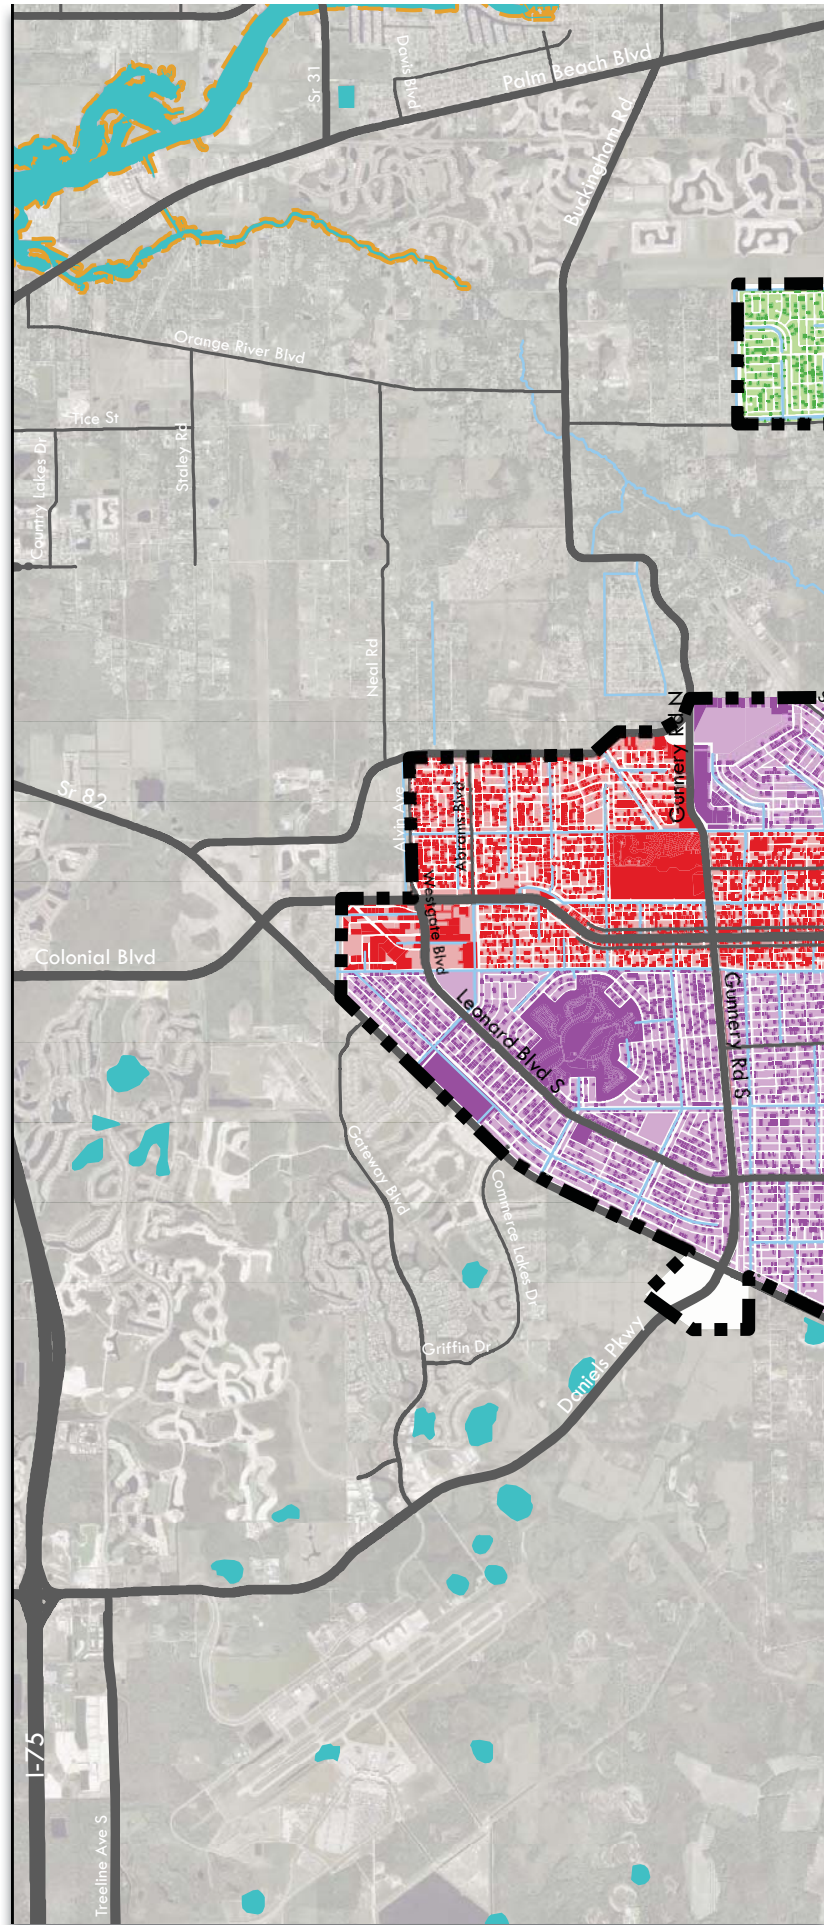 Sr 31
Davis Blvd
Palm Beach Blvd
Buckingham Rd
Orange River Blvd
Tice St
Staley Rd
Country Lakes Dr
Neal Rd
Gunnery Rd N
S
Sr 82
Alvin Ave
Abrams Blvd
Westgate Blvd
Colonial Blvd
Leonard Blvd S
Gunnery Rd S
Gateway Blvd
Commerce Lakes Dr
Griffin Dr
Daniels Pkwy
I-75
Treeline Ave S